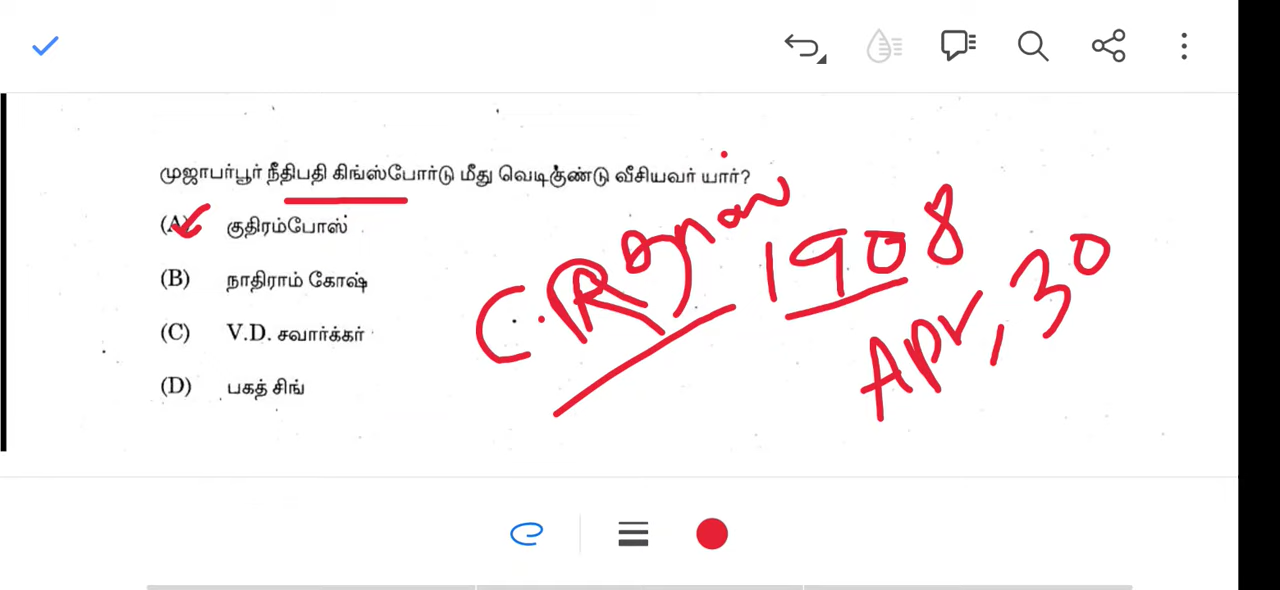 முஜாபர்பூர் நீதிபதி கிங்ஸ்போர்டு மீது வெடிகுண்டு வீசியவர் யார்?
(A) குதிரம்போஸ்
(B) நாதிராம் கோஷ்
(C) V.D. சவார்க்கர்
(D) பகத் சிங்
C.R தாஸ்
1908
Apr, 30